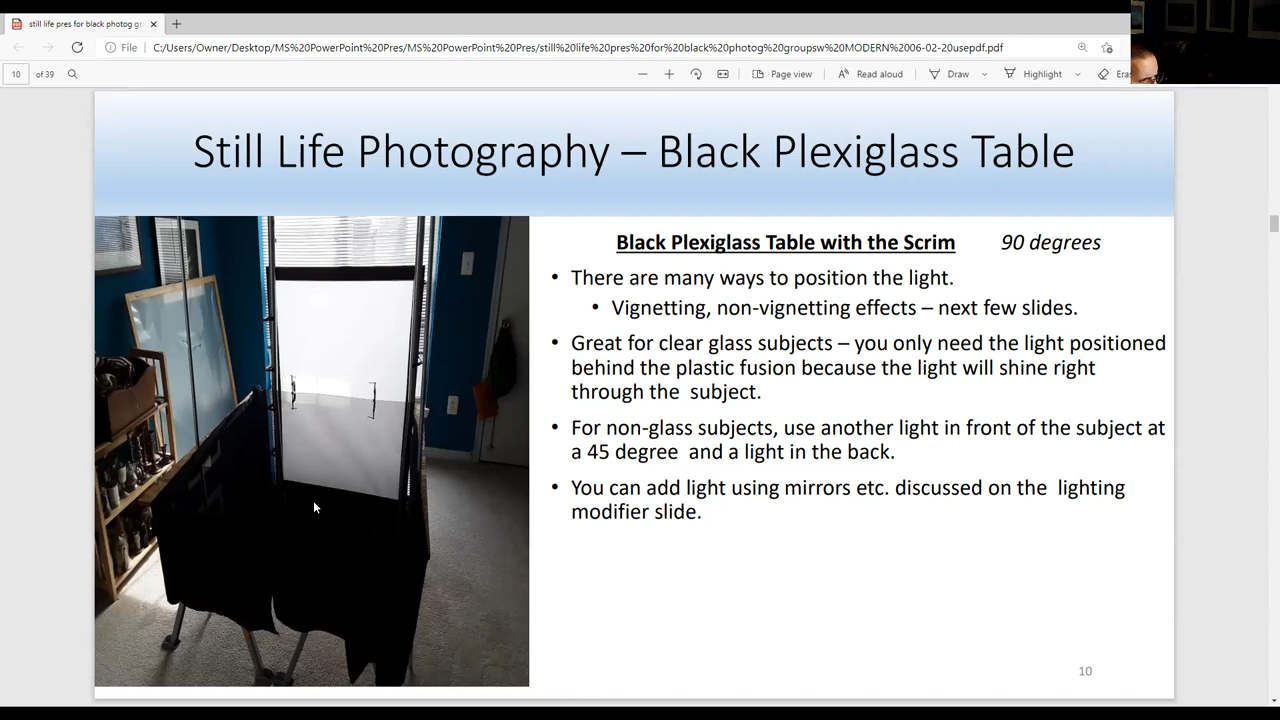 still life pres for black photog gr
File
C:/Users/Owner/Desktop/MS%20PowerPoint%20Pres/MS%20PowerPoint%20Pres/still%20life%20pres%20for%20black%20photog%20groupsw%20MODERN%2006-02-20usepdf.pdf
10 of 39
Page view
Read aloud
Draw
Highlight
Still Life Photography – Black Plexiglass Table
Black Plexiglass Table with the Scrim 90 degrees
• There are many ways to position the light.
• Vignetting, non-vignetting effects – next few slides.
• Great for clear glass subjects – you only need the light positioned
behind the plastic fusion because the light will shine right
through the subject.
• For non-glass subjects, use another light in front of the subject at
a 45 degree and a light in the back.
• You can add light using mirrors etc. discussed on the lighting
modifier slide.
10